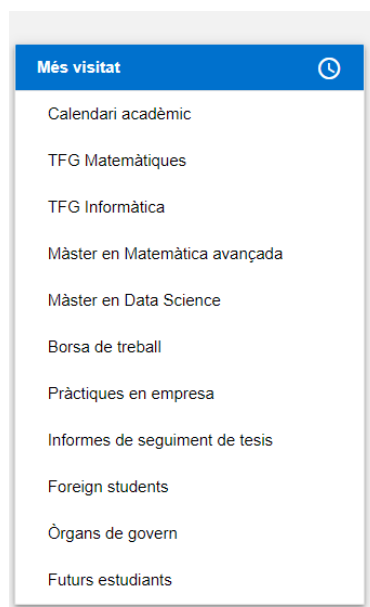 Més visitat
Calendari acadèmic
TFG Matemàtiques
TFG Informàtica
Màster en Matemàtica avançada
Màster en Data Science
Borsa de treball
Pràctiques en empresa
Informes de seguiment de tesis
Foreign students
Òrgans de govern
Futurs estudiants